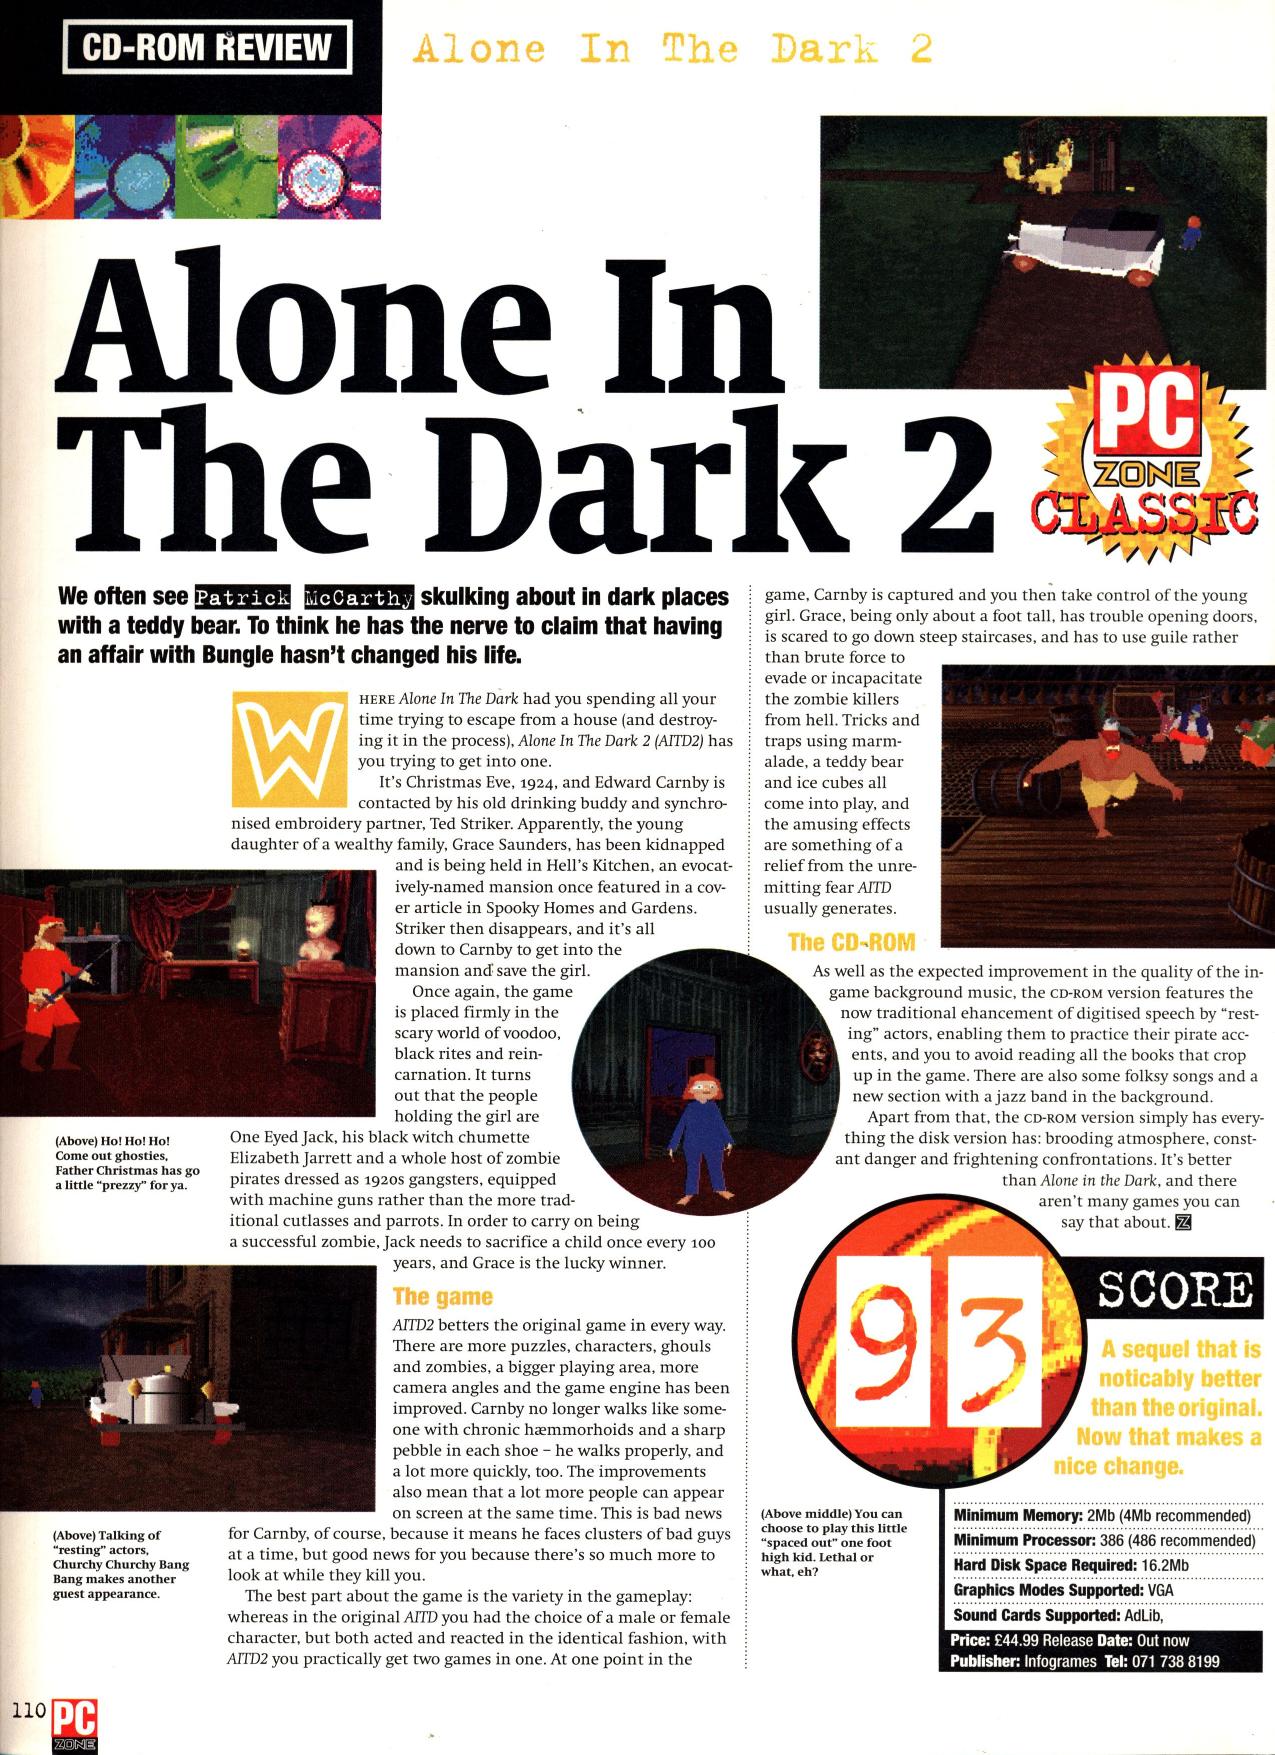 CD-ROM REVIEW
Alone In The Dark 2
Alone In
The Dark 2
PC
ZONE
CLASSIC
We often see Patrick McCarthy skulking about in dark places
with a teddy bear. To think he has the nerve to claim that having
an affair with Bungle hasn't changed his life.
WHERE Alone In The Dark had you spending all your
time trying to escape from a house (and destroy-
ing it in the process), Alone In The Dark 2 (AITD2) has
you trying to get into one.
It's Christmas Eve, 1924, and Edward Carnby is
contacted by his old drinking buddy and synchro-
nised embroidery partner, Ted Striker. Apparently, the young
daughter of a wealthy family, Grace Saunders, has been kidnapped
and is being held in Hell's Kitchen, an evocat-
ively-named mansion once featured in a cov-
er article in Spooky Homes and Gardens.
Striker then disappears, and it's all
down to Carnby to get into the
mansion and save the girl.
Once again, the game
is placed firmly in the
scary world of voodoo,
black rites and rein-
carnation. It turns
out that the people
holding the girl are
One Eyed Jack, his black witch chumette
Elizabeth Jarrett and a whole host of zombie
pirates dressed as 1920s gangsters, equipped
with machine guns rather than the more trad-
itional cutlasses and parrots. In order to carry on being
a successful zombie, Jack needs to sacrifice a child once every 100
years, and Grace is the lucky winner.
The game
AITD2 betters the original game in every way.
There are more puzzles, characters, ghouls
and zombies, a bigger playing area, more
camera angles and the game engine has been
improved. Carnby no longer walks like some-
one with chronic hæmmorhoids and a sharp
pebble in each shoe – he walks properly, and
a lot more quickly, too. The improvements
also mean that a lot more people can appear
on screen at the same time. This is bad news
for Carnby, of course, because it means he faces clusters of bad guys
at a time, but good news for you because there's so much more to
look at while they kill you.
The best part about the game is the variety in the gameplay:
whereas in the original AITD you had the choice of a male or female
character, but both acted and reacted in the identical fashion, with
AITD2 you practically get two games in one. At one point in the
(Above) Ho! Ho! Ho!
Come out ghosties,
Father Christmas has go
a little "prezzy" for ya.
(Above) Talking of
"resting" actors,
Churchy Churchy Bang
Bang makes another
guest appearance.
game, Carnby is captured and you then take control of the young
girl. Grace, being only about a foot tall, has trouble opening doors,
is scared to go down steep staircases, and has to use guile rather
than brute force to
evade or incapacitate
the zombie killers
from hell. Tricks and
traps using marm-
alade, a teddy bear
and ice cubes all
come into play, and
the amusing effects
are something of a
relief from the unre-
mitting fear AITD
usually generates.
The CD-ROM
As well as the expected improvement in the quality of the in-
game background music, the CD-ROM version features the
now traditional ehancement of digitised speech by "rest-
ing" actors, enabling them to practice their pirate acc-
ents, and you to avoid reading all the books that crop
up in the game. There are also some folksy songs and a
new section with a jazz band in the background.
Apart from that, the CD-ROM version simply has every-
thing the disk version has: brooding atmosphere, const-
ant danger and frightening confrontations. It's better
than Alone in the Dark, and there
aren't many games you can
say that about. Z
93
SCORE
A sequel that is
noticably better
than the original.
Now that makes a
nice change.
(Above middle) You can
choose to play this little
"spaced out" one foot
high kid. Lethal or
what, eh?
Minimum Memory: 2Mb (4Mb recommended)
Minimum Processor: 386 (486 recommended)
Hard Disk Space Required: 16.2Mb
Graphics Modes Supported: VGA
Sound Cards Supported: AdLib,
Price: £44.99 Release Date: Out now
Publisher: Infogrames Tel: 071 738 8199
110 PC
ZONE